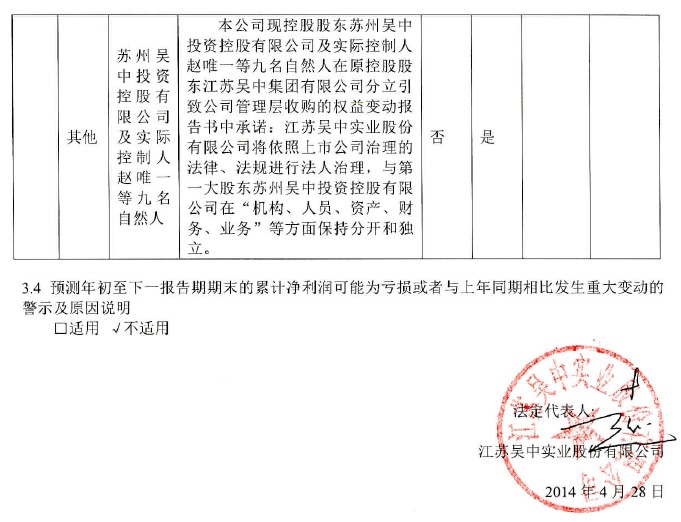 其他
苏州吴
中投资
控股有
限公司
及实际
控制人
赵唯一
等九名
自然人
本公司现控股股东苏州吴中
投资控股有限公司及实际控制人
赵唯一等九名自然人在原控股股
东江苏吴中集团有限公司分立引
致公司管理层收购的权益变动报
告书中承诺：江苏吴中实业股份
有限公司将依照上市公司治理的
法律、法规进行法人治理，与第
一大股东苏州吴中投资控股有限
公司在“机构、人员、资产、财
务、业务”等方面保持分开和独
立。
否
是
3.4 预测年初至下一报告期期末的累计净利润可能为亏损或者与上年同期相比发生重大变动的
警示及原因说明
□适用 √不适用
法定代表人:
江苏吴中实业股份有限公司
2014 年 4 月 28 日
江苏吴中实业股份有限公司